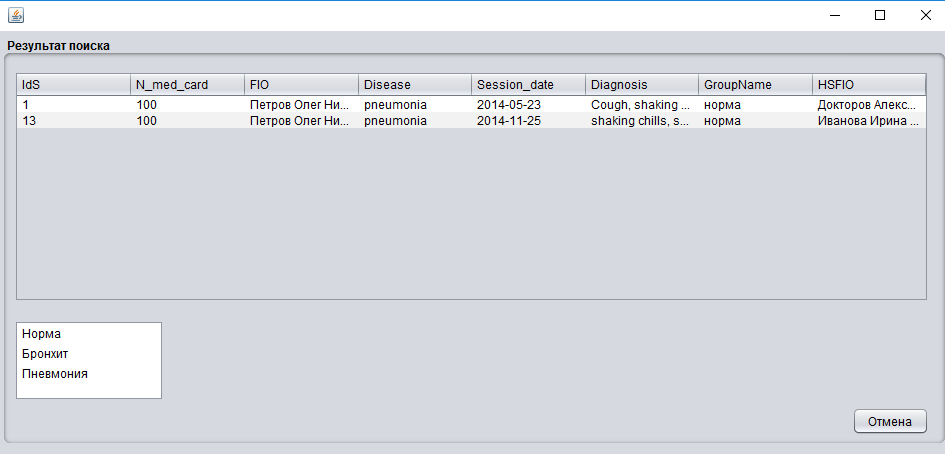 Результат поиска
IdS N_med_card FIO Disease Session_date Diagnosis GroupName HSFIO
1 100 Петров Олег Ни... pneumonia 2014-05-23 Cough, shaking ... норма Докторов Алекс...
13 100 Петров Олег Ни... pneumonia 2014-11-25 shaking chills, s... норма Иванова Ирина ...
Норма
Бронхит
Пневмония
Отмена